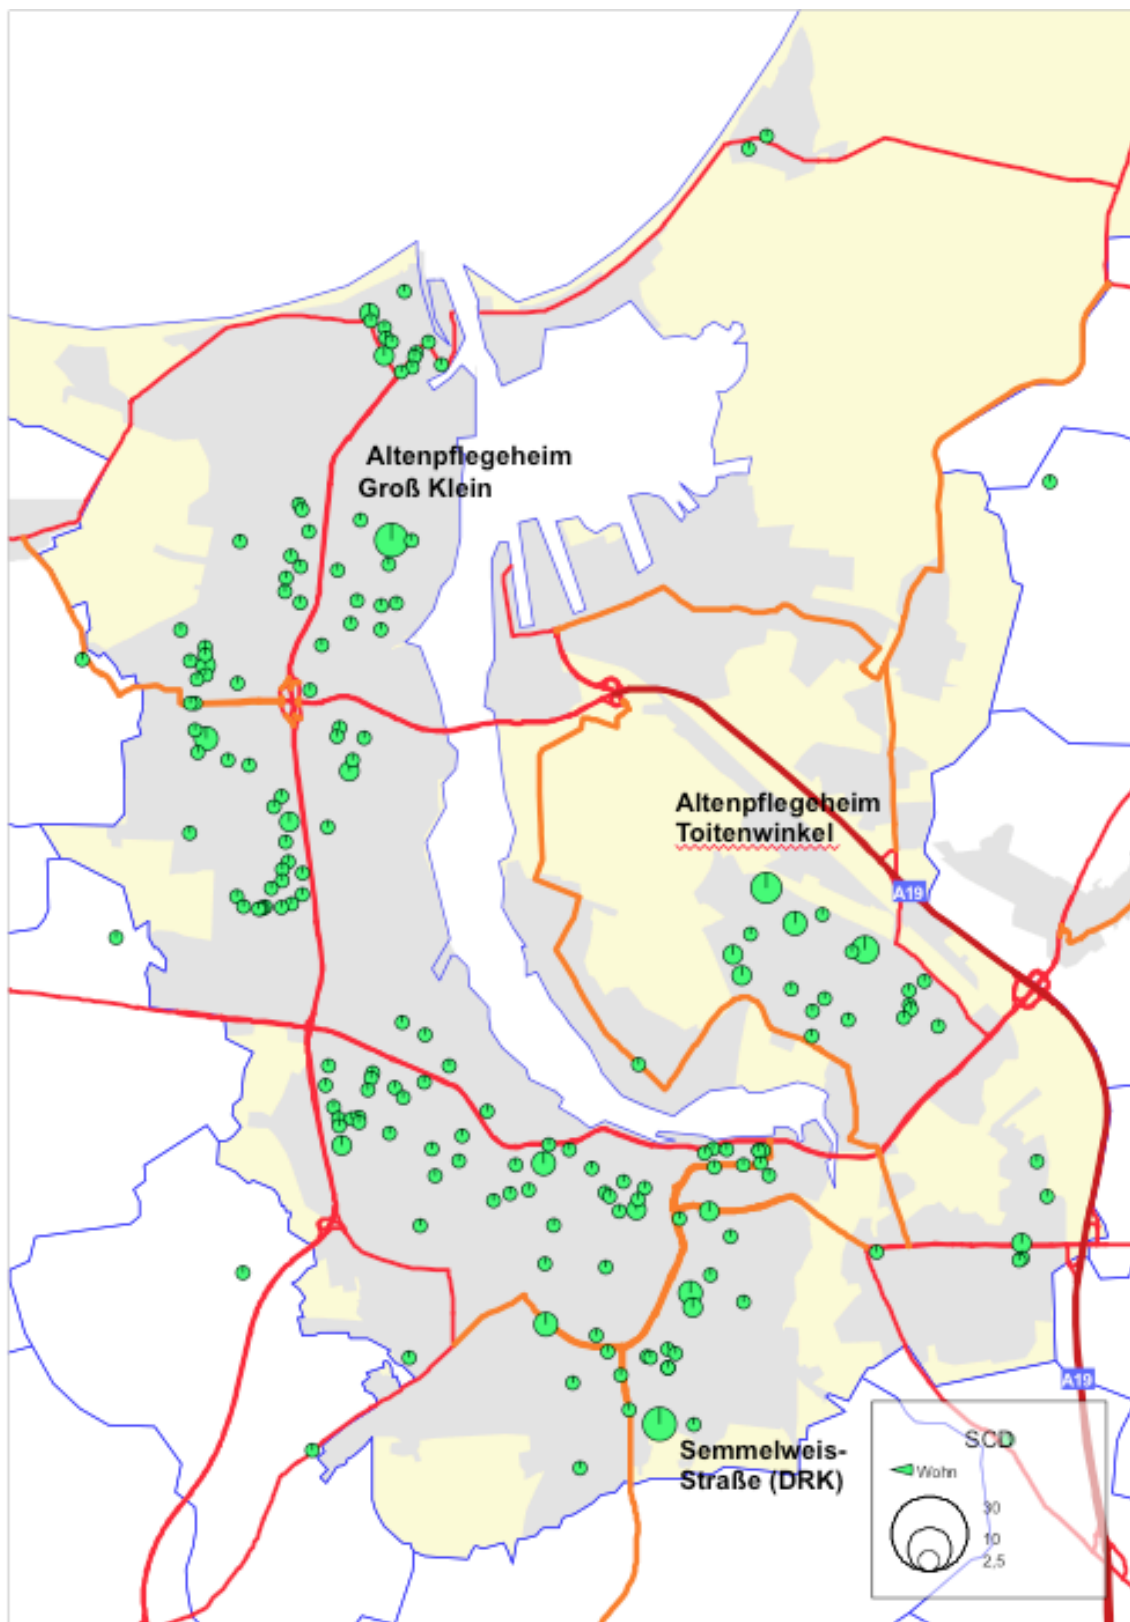 Altenpflegeheim
Groß Klein
Altenpflegeheim
Toitenwinkel
A19
A19
SCD
Wohn
30
10
2,5
Semmelweis-
Straße (DRK)